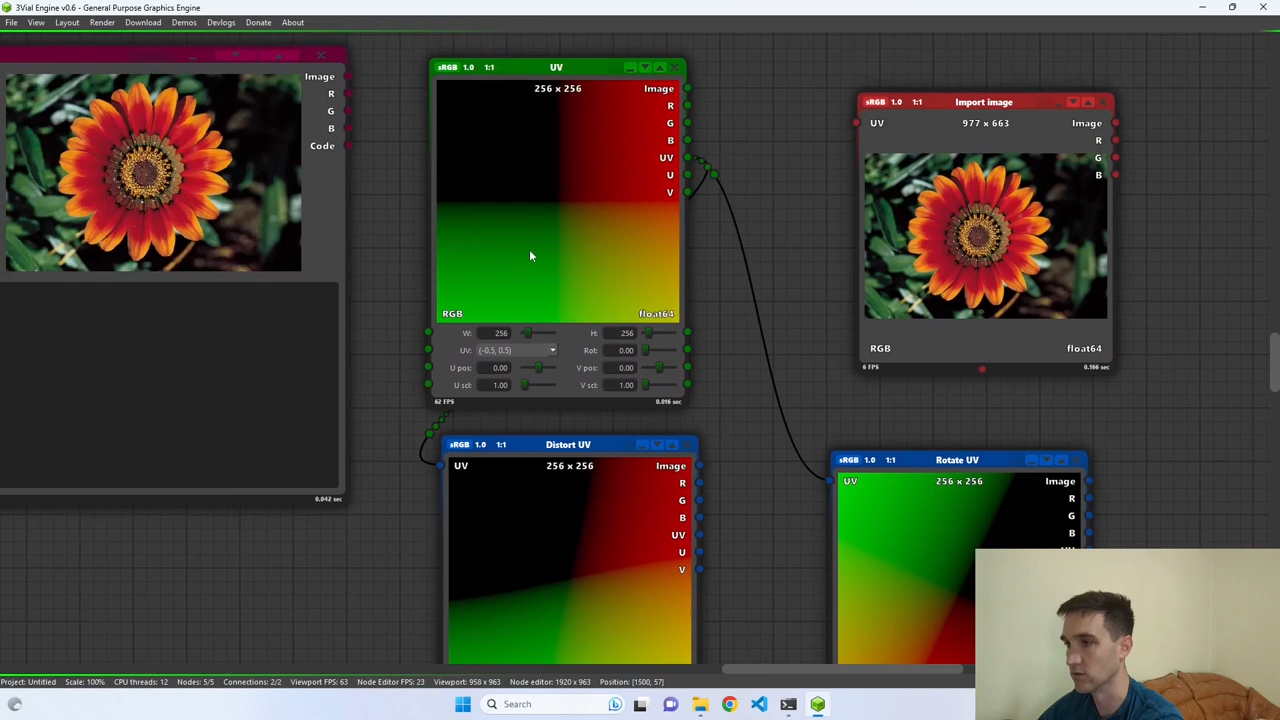 3Vial Engine v0.6 - General Purpose Graphics Engine
File View Layout Render Download Demos Devlogs Donate About
Image
R
G
B
Code
0.042 sec
sRGB 1.0 1:1 UV
256 x 256 Image
R
G
B
UV
U
V
RGB float64
W: 256 H: 256
UV: (-0.5, 0.5) Rot: 0.00
U pos: 0.00 V pos: 0.00
U scl: 1.00 V scl: 1.00
62 FPS 0.016 sec
sRGB 1.0 1:1 Import image
UV 977 x 663 Image
R
G
B
RGB float64
6 FPS 0.166 sec
sRGB 1.0 1:1 Distort UV
UV 256 x 256 Image
R
G
B
UV
U
V
sRGB 1.0 1:1 Rotate UV
UV 256 x 256 Image
R
G
B
Project: Untitled Scale: 100% CPU threads: 12 Nodes: 5/5 Connections: 2/2 Viewport FPS: 63 Node Editor FPS: 23 Viewport: 958 x 963 Node editor: 1920 x 963 Position: [1500, 57]
Search